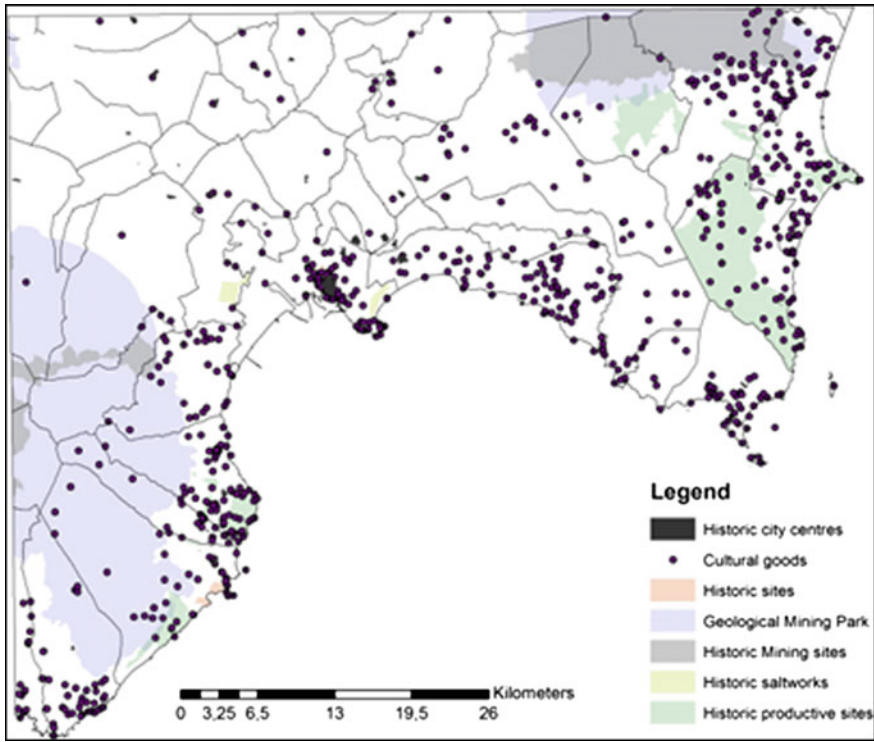 Legend
Historic city centres
Cultural goods
Historic sites
Geological Mining Park
Historic Mining sites
Historic saltworks
Historic productive sites
Kilometers
0 3,25 6,5 13 19,5 26